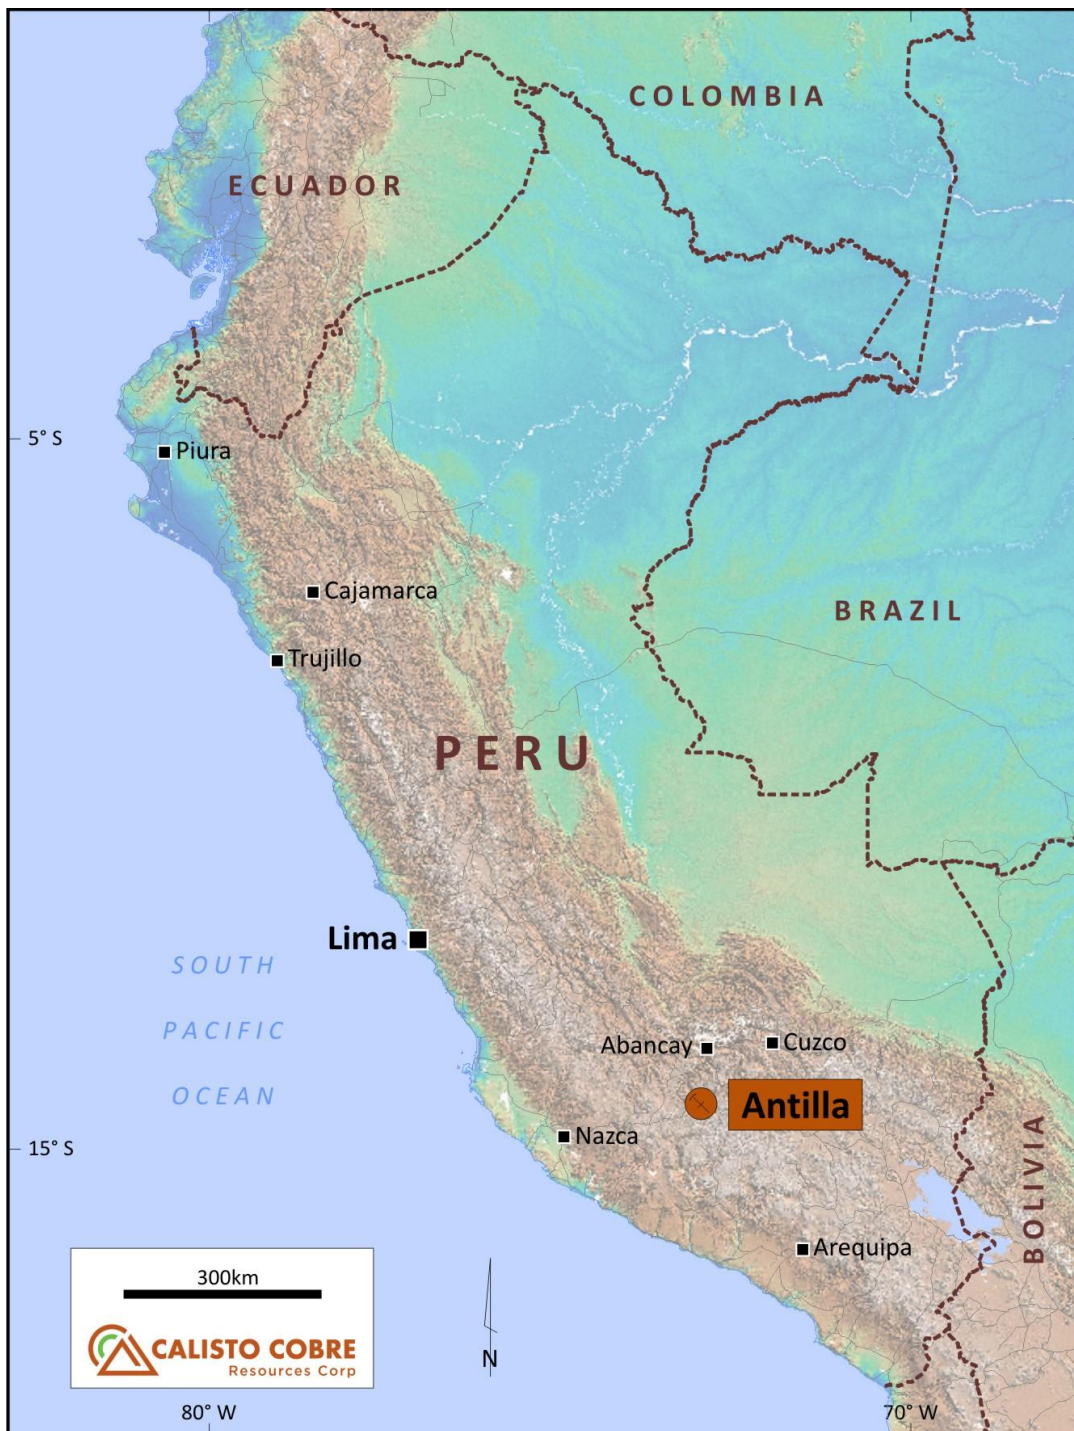 COLOMBIA
ECUADOR
5° S
Piura
Cajamarca
BRAZIL
Trujillo
PERU
Lima
SOUTH
PACIFIC
OCEAN
Abancay
Cuzco
Antilla
Nazca
15° S
BOLIVIA
Arequipa
300km
CALISTO COBRE
Resources Corp
N
80° W
70° W